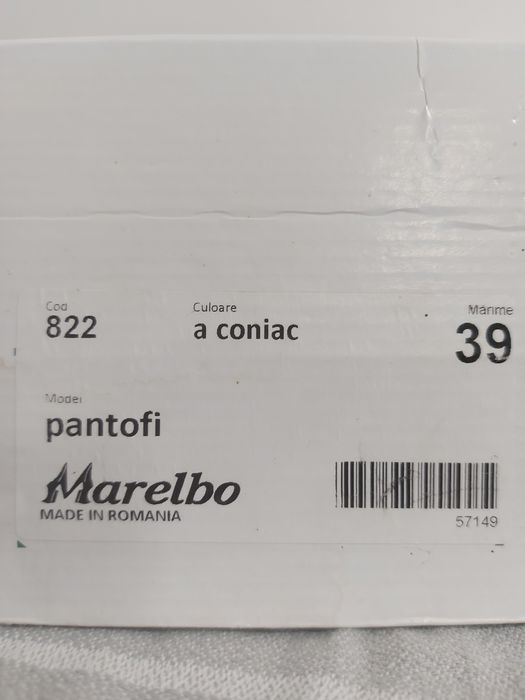 Cod Culoare Marime
822 a coniac 39
Model
pantofi
Marelbo
MADE IN ROMANIA
57149